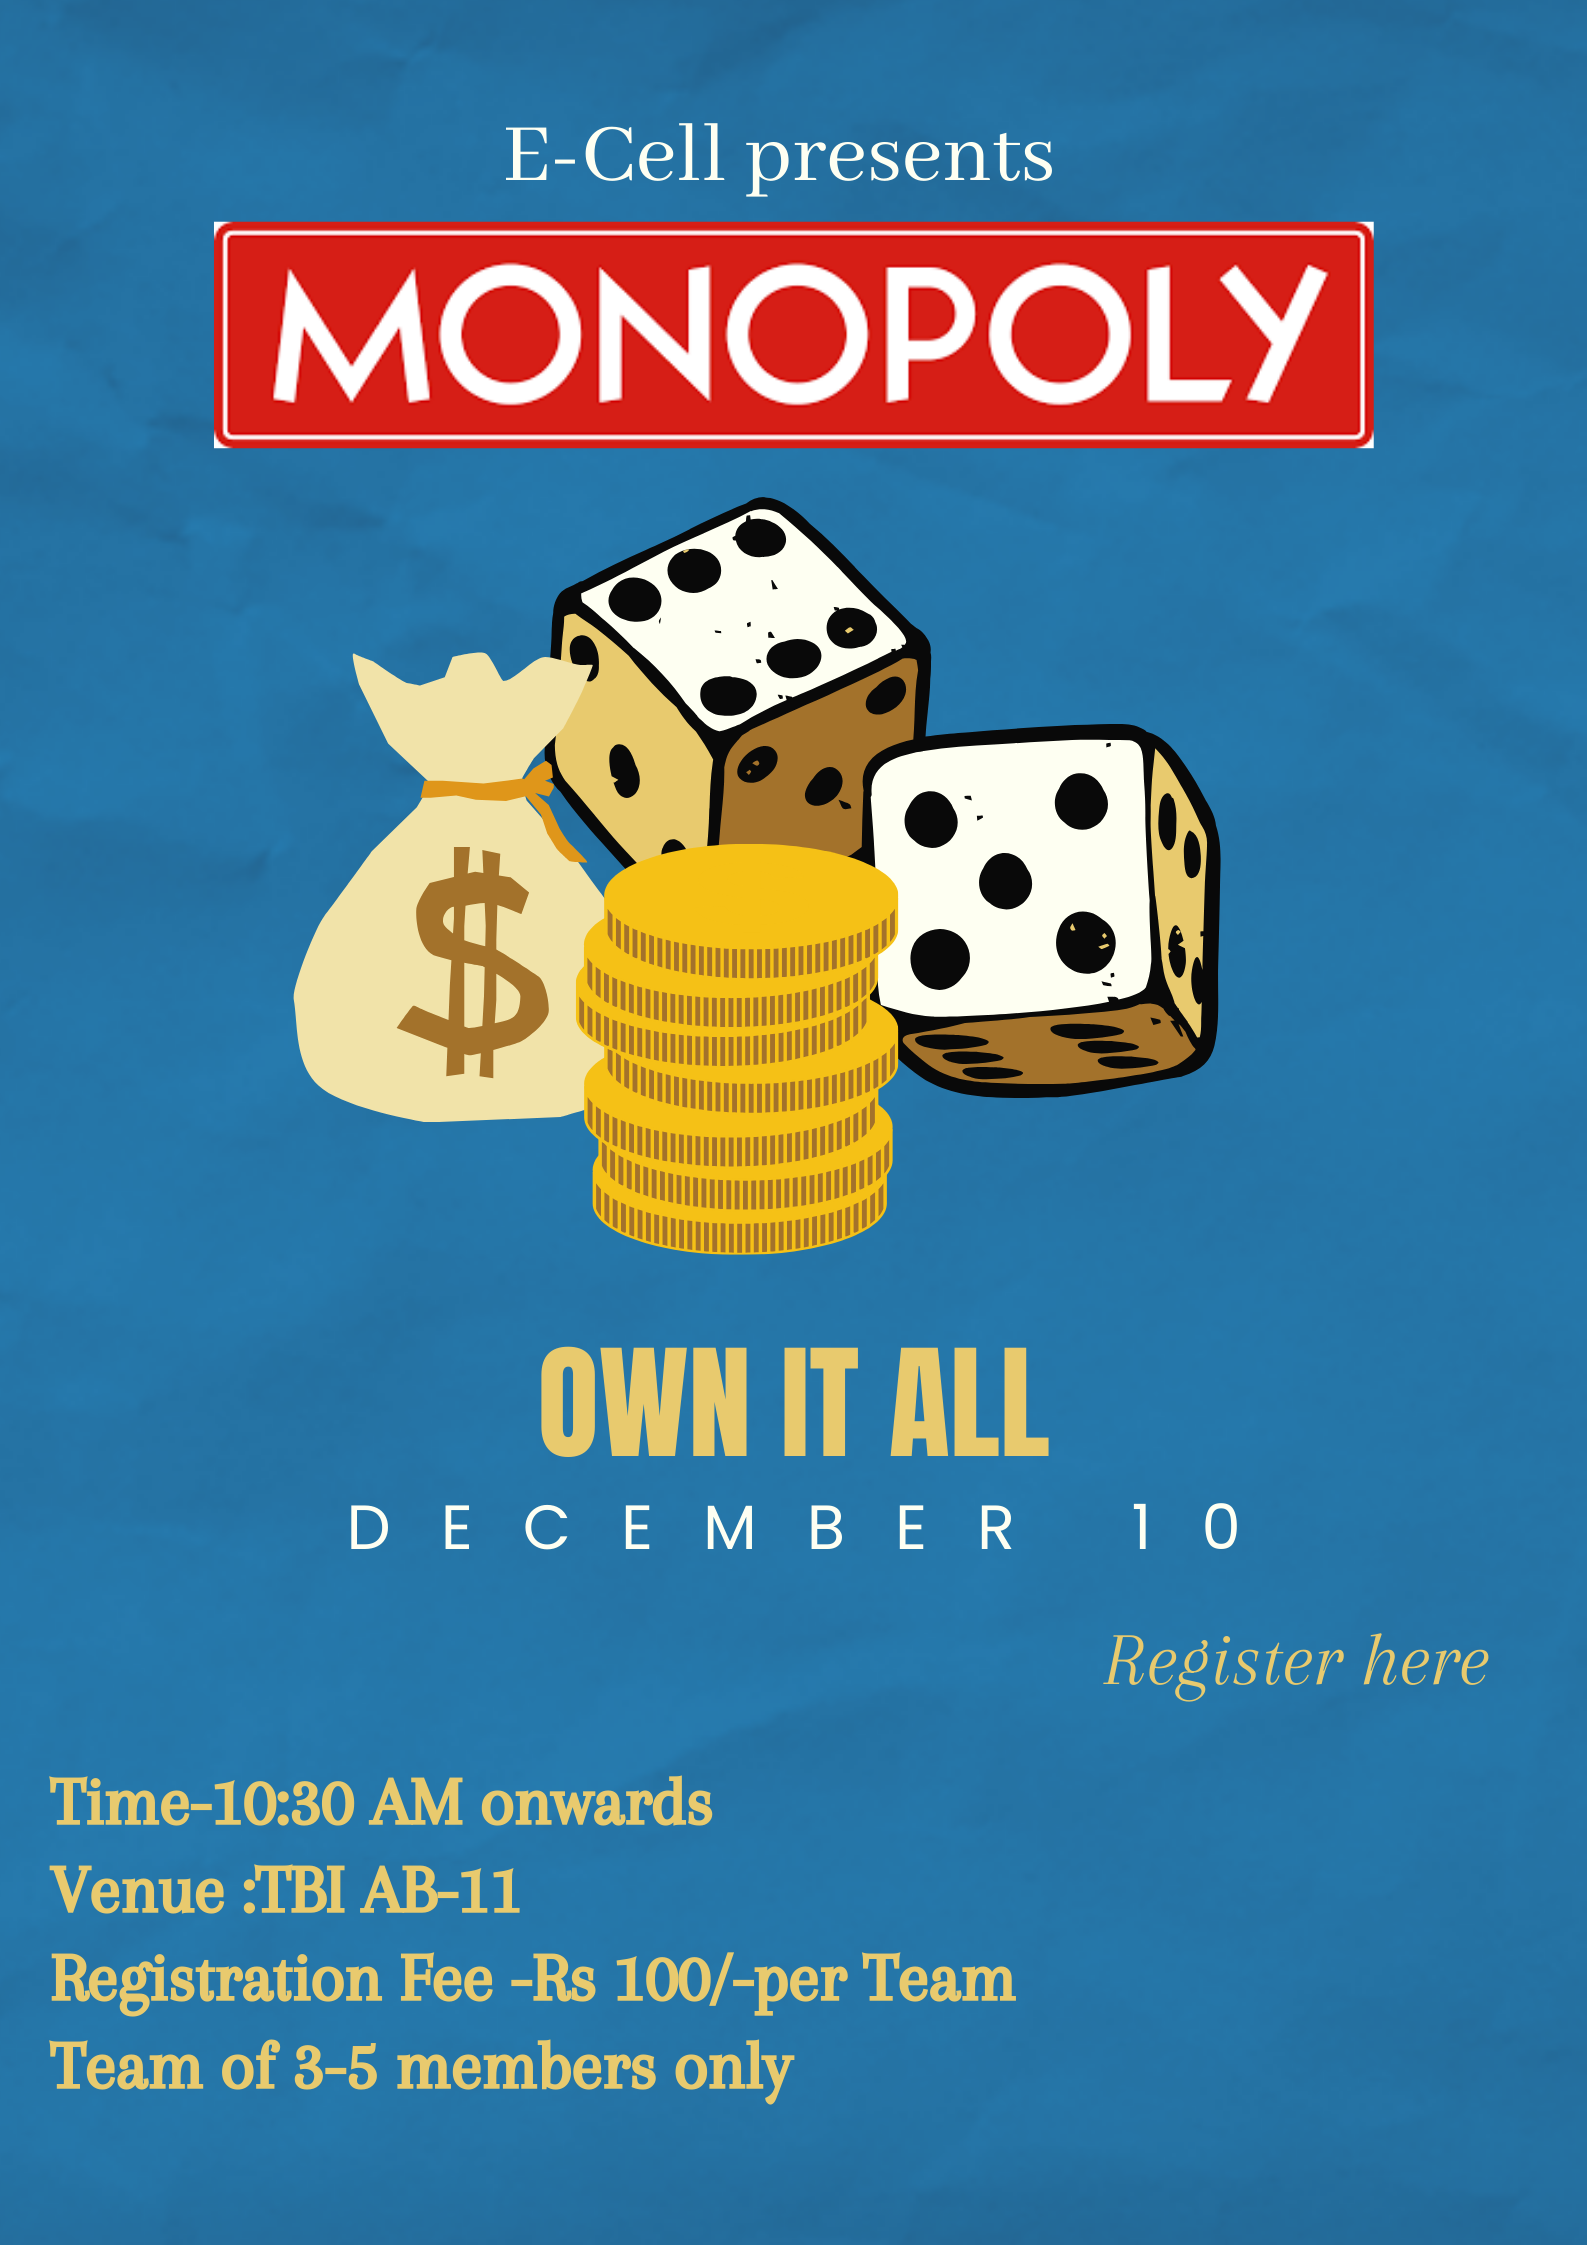 E-Cell presents
MONOPOLY
$
OWN IT ALL
DECEMBER 10
Register here
Time-10:30 AM onwards
Venue :TBI AB-11
Registration Fee -Rs 100/-per Team
Team of 3-5 members only